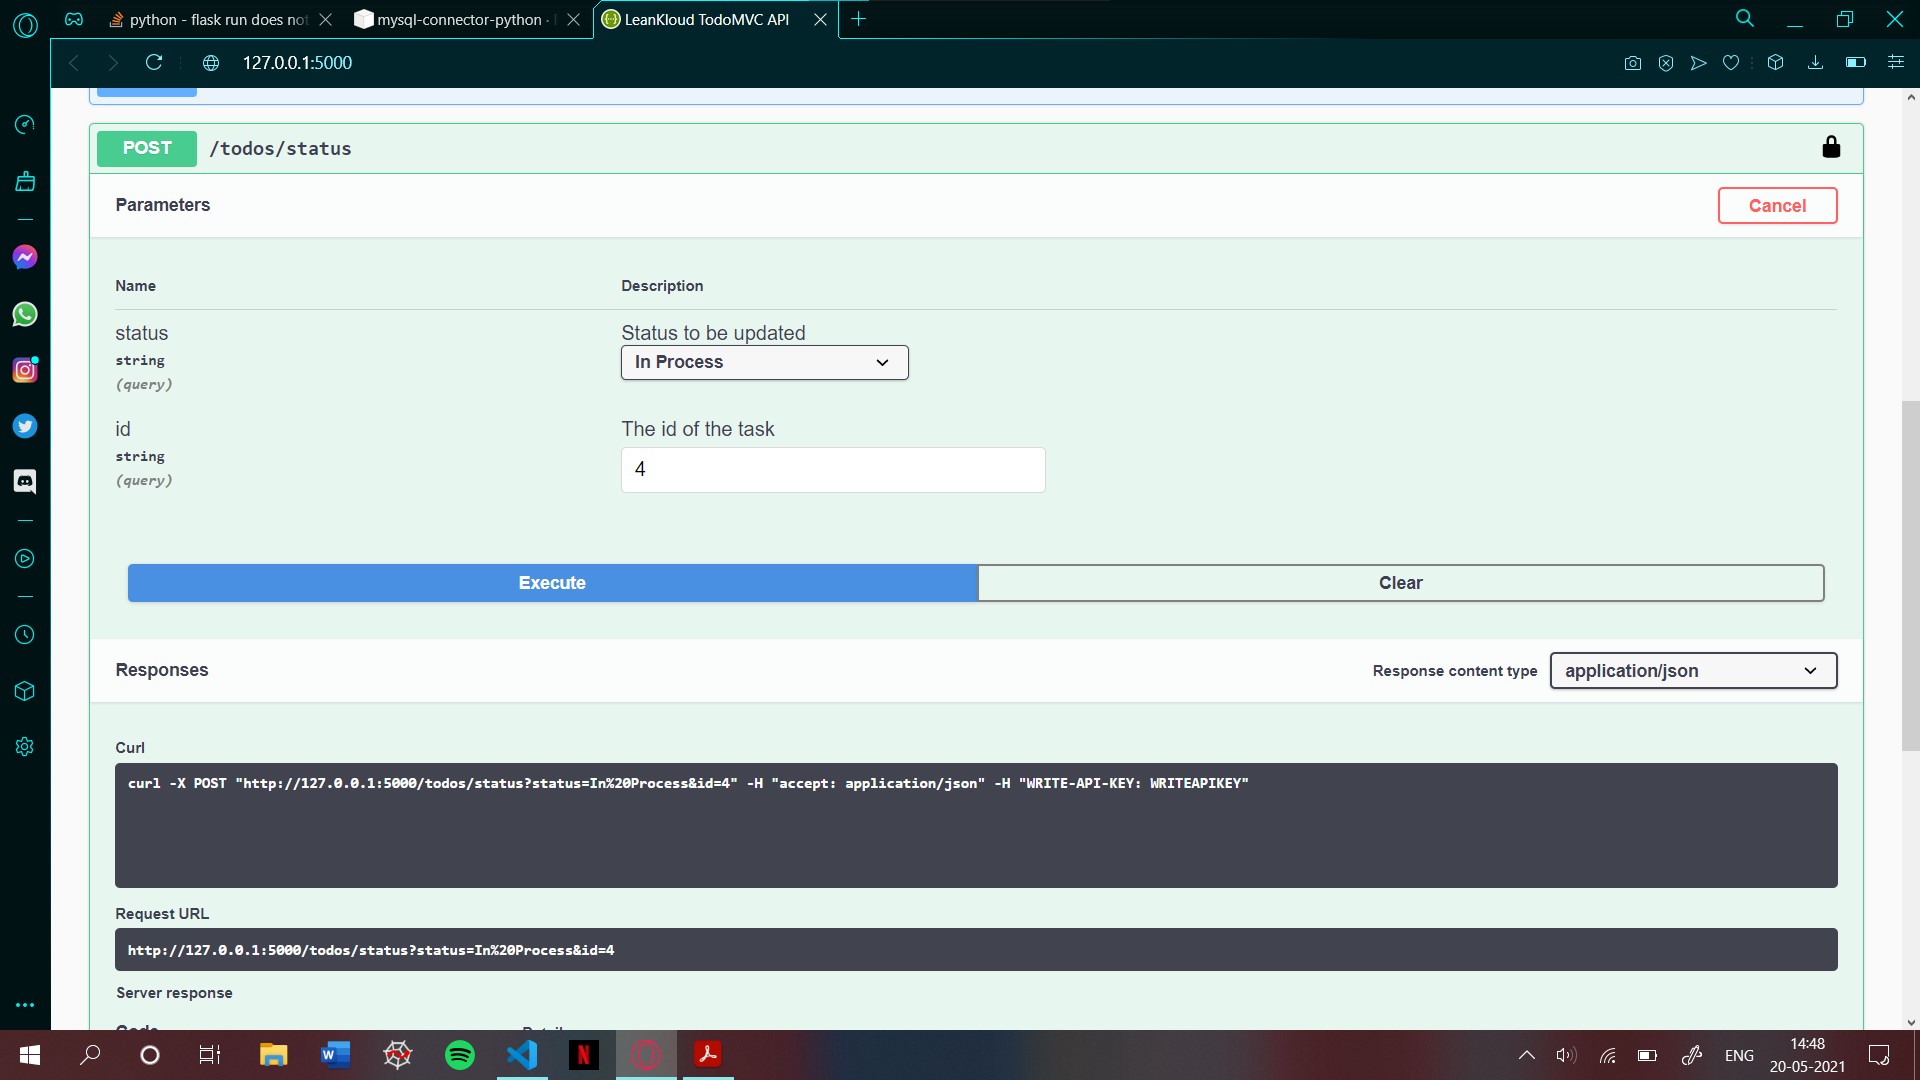 python - flask run does not
mysql-connector-python ·
LeanKloud TodoMVC API
127.0.0.1:5000
POST /todos/status
Parameters
Cancel
Name Description
status Status to be updated
string In Process
(query)
id The id of the task
string 4
(query)
Execute Clear
Responses Response content type application/json
Curl
curl -X POST "http://127.0.0.1:5000/todos/status?status=In%20Process&id=4" -H "accept: application/json" -H "WRITE-API-KEY: WRITEAPIKEY"
Request URL
http://127.0.0.1:5000/todos/status?status=In%20Process&id=4
Server response
Code
ENG
14:48
20-05-2021